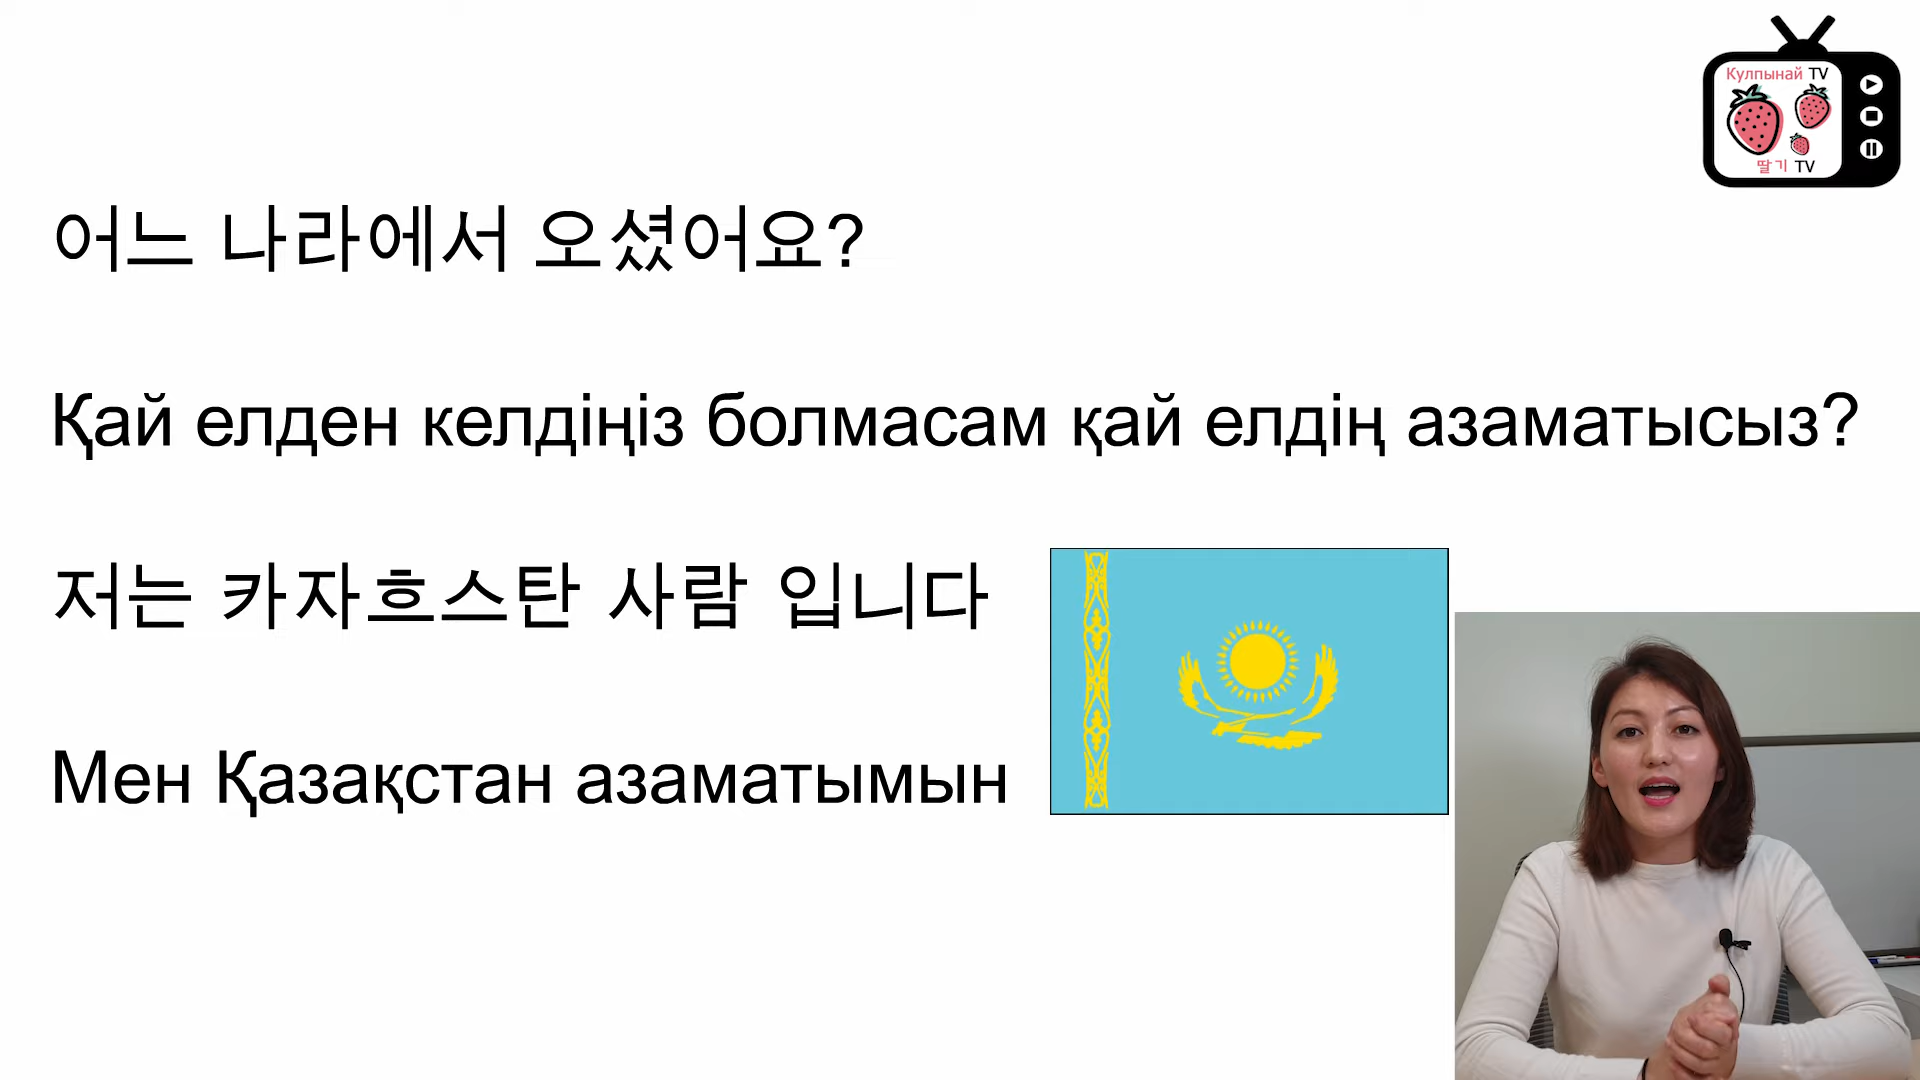 Кулпынай TV
딸기 TV
어느 나라에서 오셨어요?
Қай елден келдіңіз болмасам қай елдің азаматысыз?
저는 카자흐스탄 사람 입니다
Мен Қазақстан азаматымын